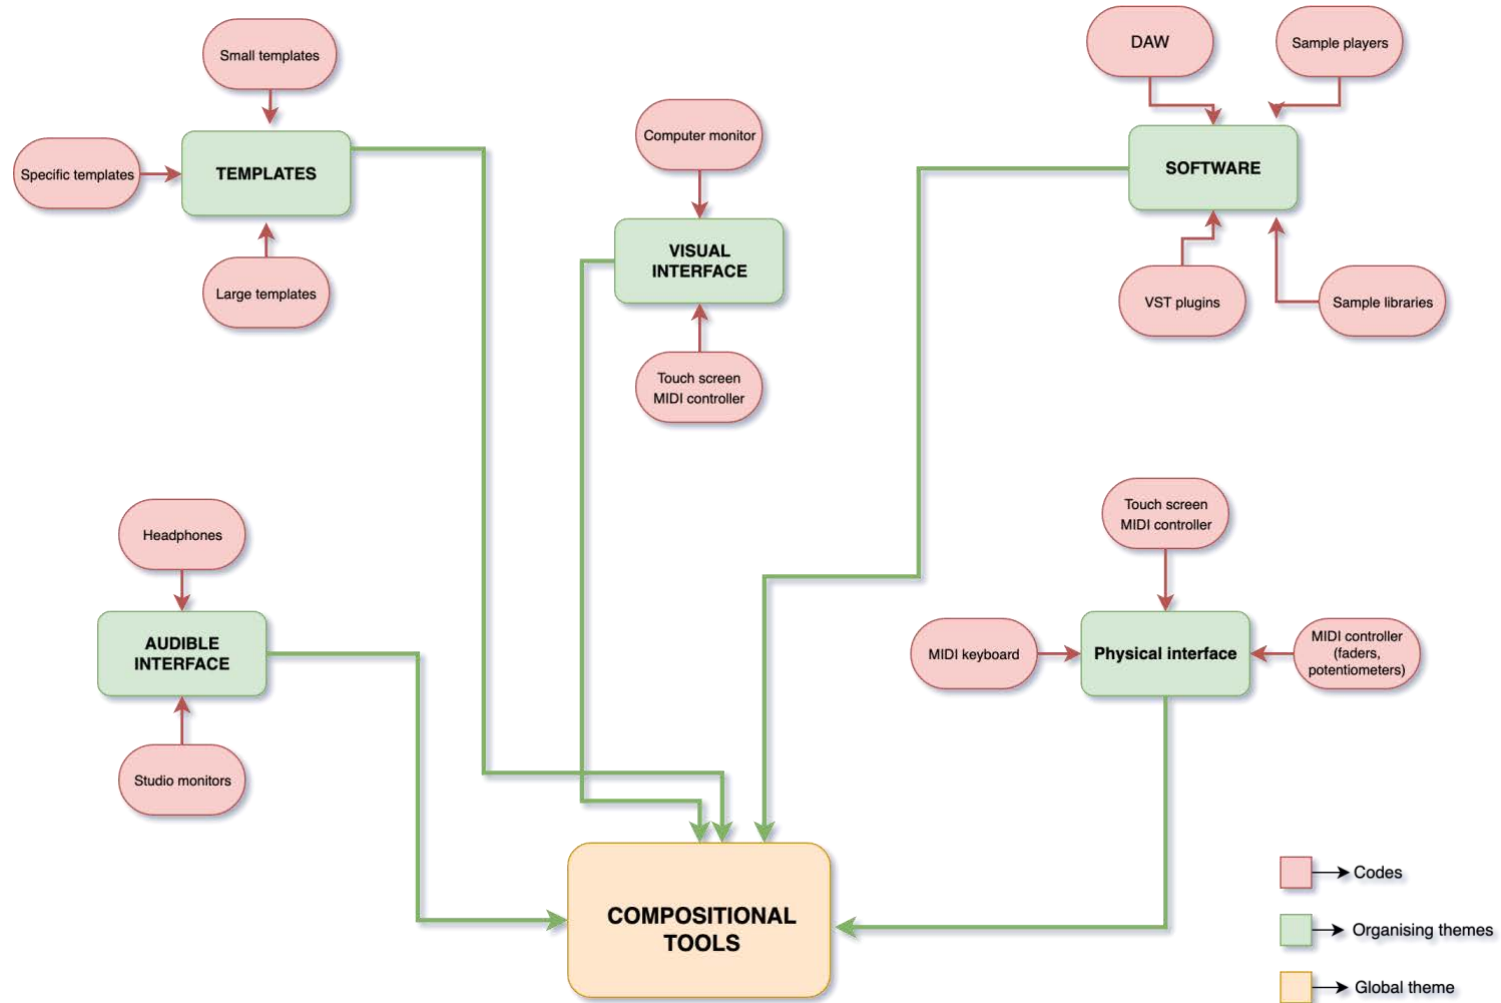 Small templates
Specific templates
TEMPLATES
Large templates
Computer monitor
VISUAL
INTERFACE
Touch screen
MIDI controller
DAW
Sample players
SOFTWARE
VST plugins
Sample libraries
Headphones
AUDIBLE
INTERFACE
Studio monitors
Touch screen
MIDI controller
MIDI keyboard
Physical interface
MIDI controller
(faders,
potentiometers)
COMPOSITIONAL
TOOLS
Codes
Organising themes
Global theme